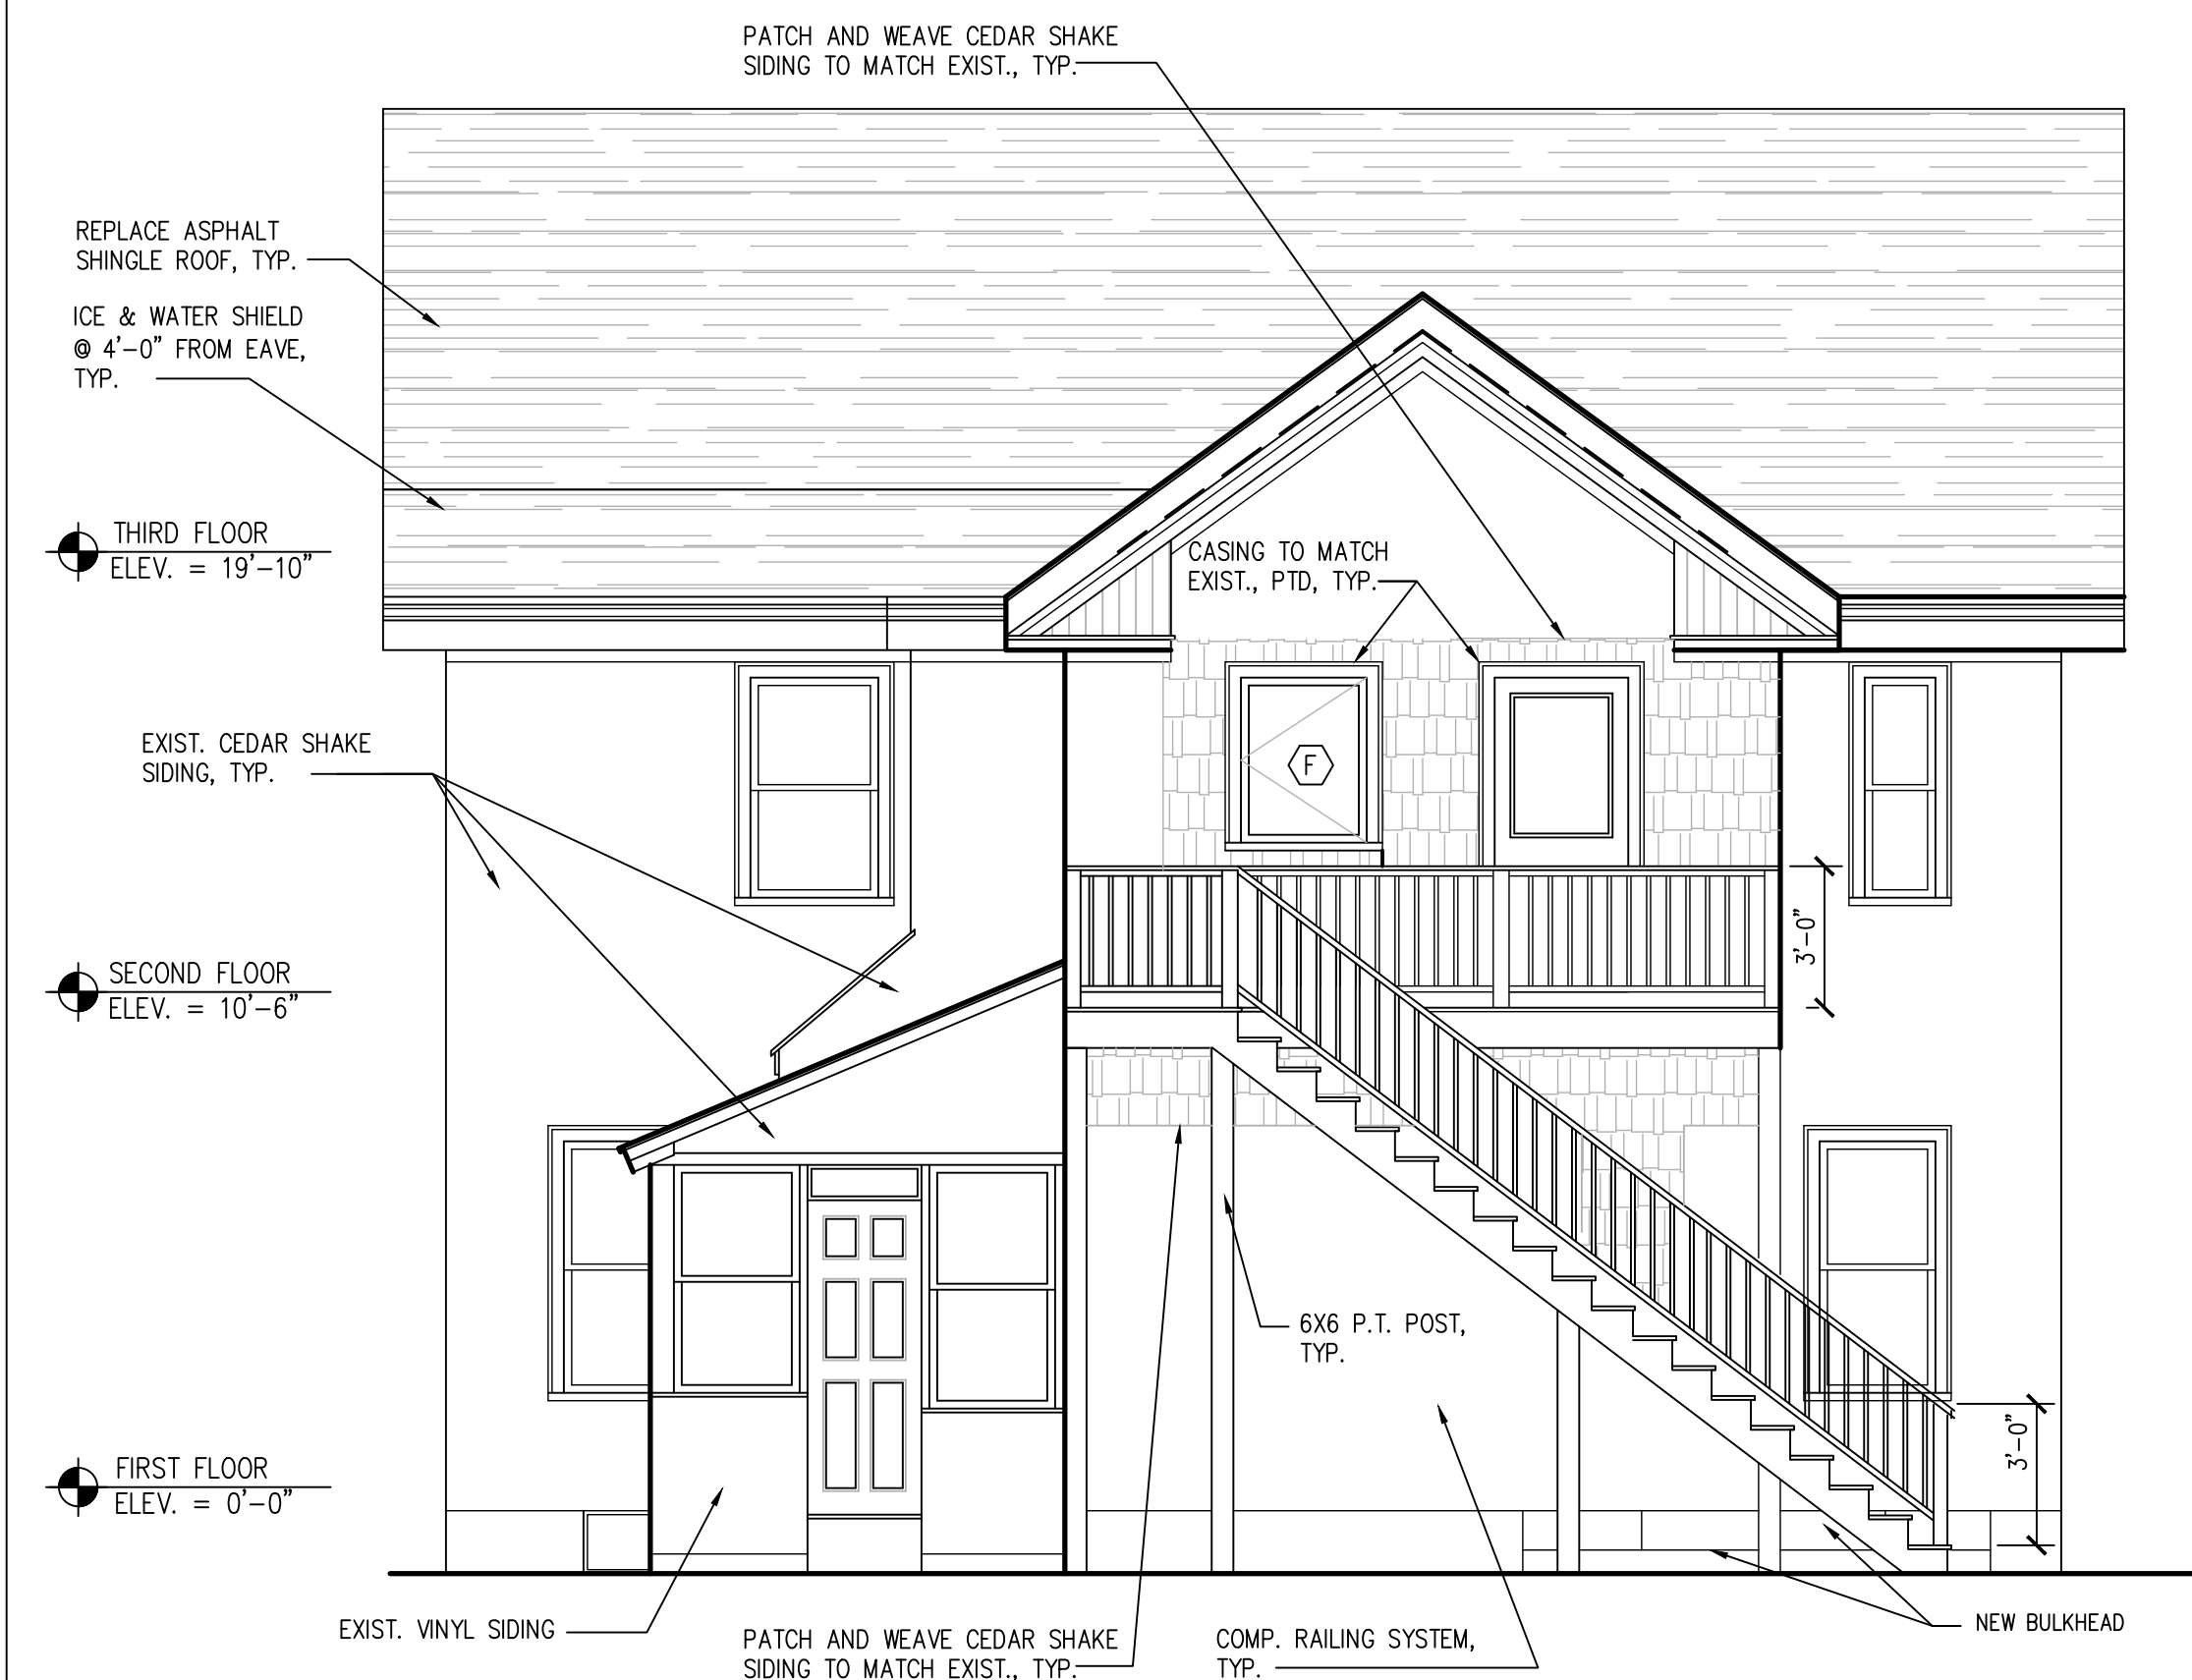 PATCH AND WEAVE CEDAR SHAKE
SIDING TO MATCH EXIST., TYP.
REPLACE ASPHALT
SHINGLE ROOF, TYP.
ICE & WATER SHIELD
@ 4'-0" FROM EAVE,
TYP.
THIRD FLOOR
ELEV. = 19'-10"
CASING TO MATCH
EXIST., PTD, TYP.
EXIST. CEDAR SHAKE
SIDING, TYP.
F
3'-0"
SECOND FLOOR
ELEV. = 10'-6"
6X6 P.T. POST,
TYP.
3'-0"
FIRST FLOOR
ELEV. = 0'-0"
EXIST. VINYL SIDING
PATCH AND WEAVE CEDAR SHAKE
SIDING TO MATCH EXIST., TYP.
COMP. RAILING SYSTEM,
TYP.
NEW BULKHEAD